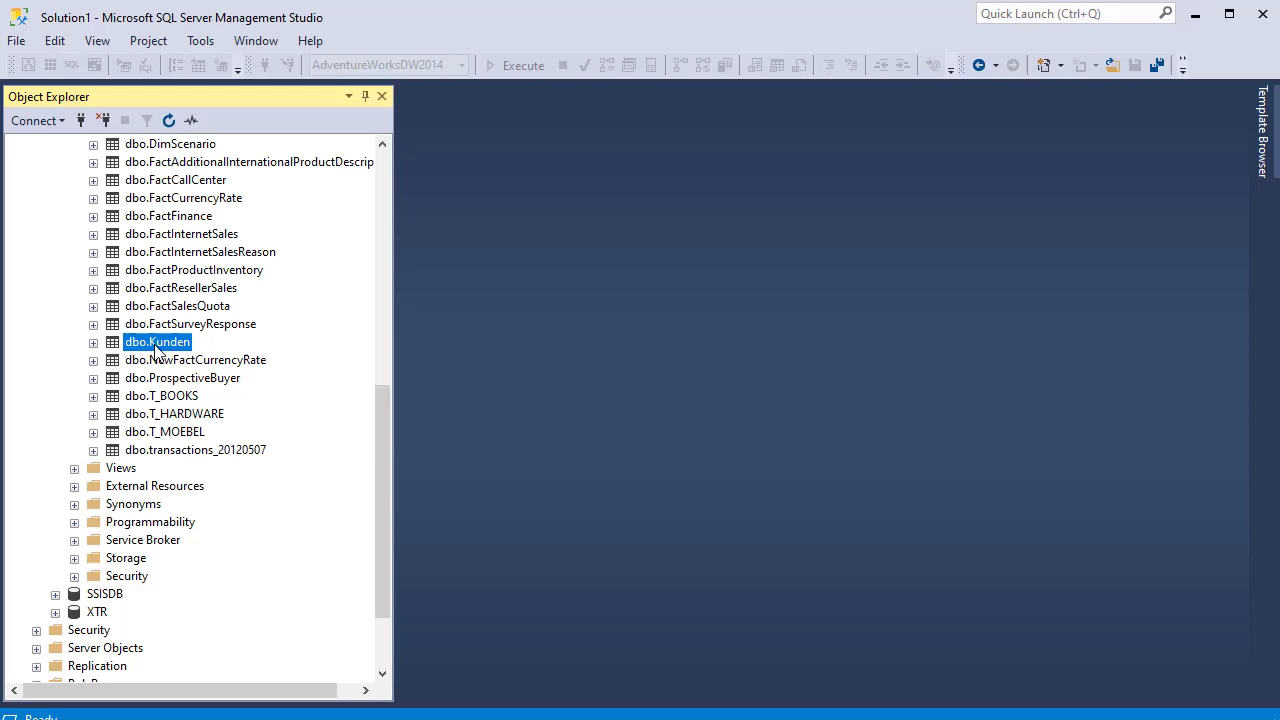 Solution1 - Microsoft SQL Server Management Studio
Quick Launch (Ctrl+Q)
File Edit View Project Tools Window Help
SQL AdventureWorksDW2014 Execute
Object Explorer
Connect
dbo.DimScenario
dbo.FactAdditionalInternationalProductDescrip
dbo.FactCallCenter
dbo.FactCurrencyRate
dbo.FactFinance
dbo.FactInternetSales
dbo.FactInternetSalesReason
dbo.FactProductInventory
dbo.FactResellerSales
dbo.FactSalesQuota
dbo.FactSurveyResponse
dbo.Kunden
dbo.NewFactCurrencyRate
dbo.ProspectiveBuyer
dbo.T_BOOKS
dbo.T_HARDWARE
dbo.T_MOEBEL
dbo.transactions_20120507
Views
External Resources
Synonyms
Programmability
Service Broker
Storage
Security
SSISDB
XTR
Security
Server Objects
Replication
Ready
Template Browser